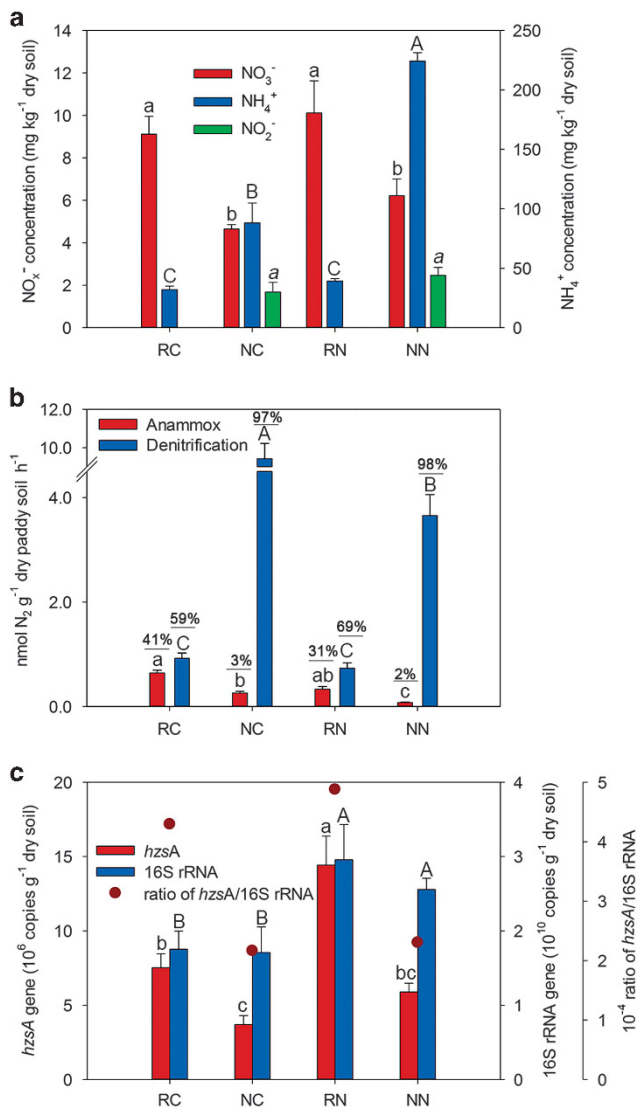 a
14
12
10
8
6
4
2
0
NOₓ⁻ concentration (mg kg⁻¹ dry soil)
NO₃⁻
NH₄⁺
NO₂⁻
a
C
b
B
a
a
C
b
A
a
250
200
150
100
50
0
NH₄⁺ concentration (mg kg⁻¹ dry soil)
RC NC RN NN
b
12.0
10.0
4.0
2.0
0.0
nmol N₂ g⁻¹ dry paddy soil h⁻¹
Anammox
Denitrification
41%
a
59%
C
3%
b
97%
A
31%
ab
69%
C
2%
c
98%
B
RC NC RN NN
c
20
15
10
5
0
hzsA gene (10⁶ copies g⁻¹ dry soil)
hzsA
16S rRNA
ratio of hzsA/16S rRNA
b
B
c
B
a
A
bc
A
4
3
2
1
0
16S rRNA gene (10¹⁰ copies g⁻¹ dry soil)
5
4
3
2
1
0
10⁻⁴ ratio of hzsA/16S rRNA
RC NC RN NN